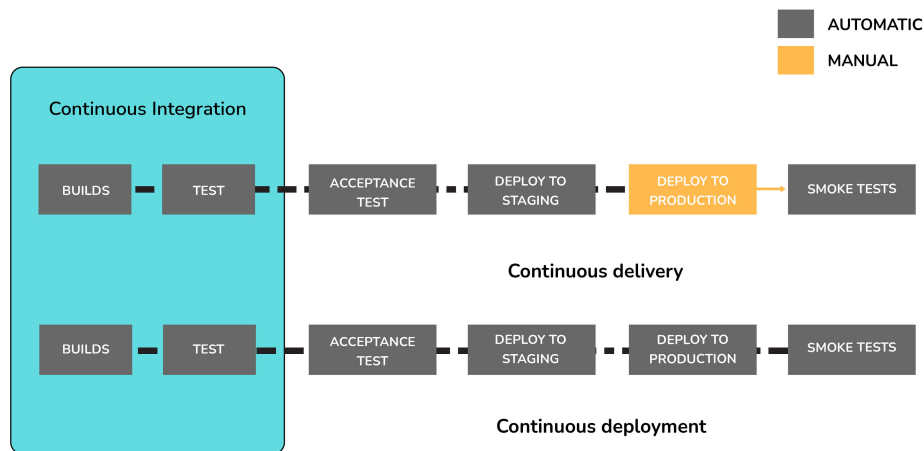 AUTOMATIC
MANUAL
Continuous Integration
BUILDS
TEST
ACCEPTANCE
TEST
DEPLOY TO
STAGING
DEPLOY TO
PRODUCTION
SMOKE TESTS
Continuous delivery
BUILDS
TEST
ACCEPTANCE
TEST
DEPLOY TO
STAGING
DEPLOY TO
PRODUCTION
SMOKE TESTS
Continuous deployment